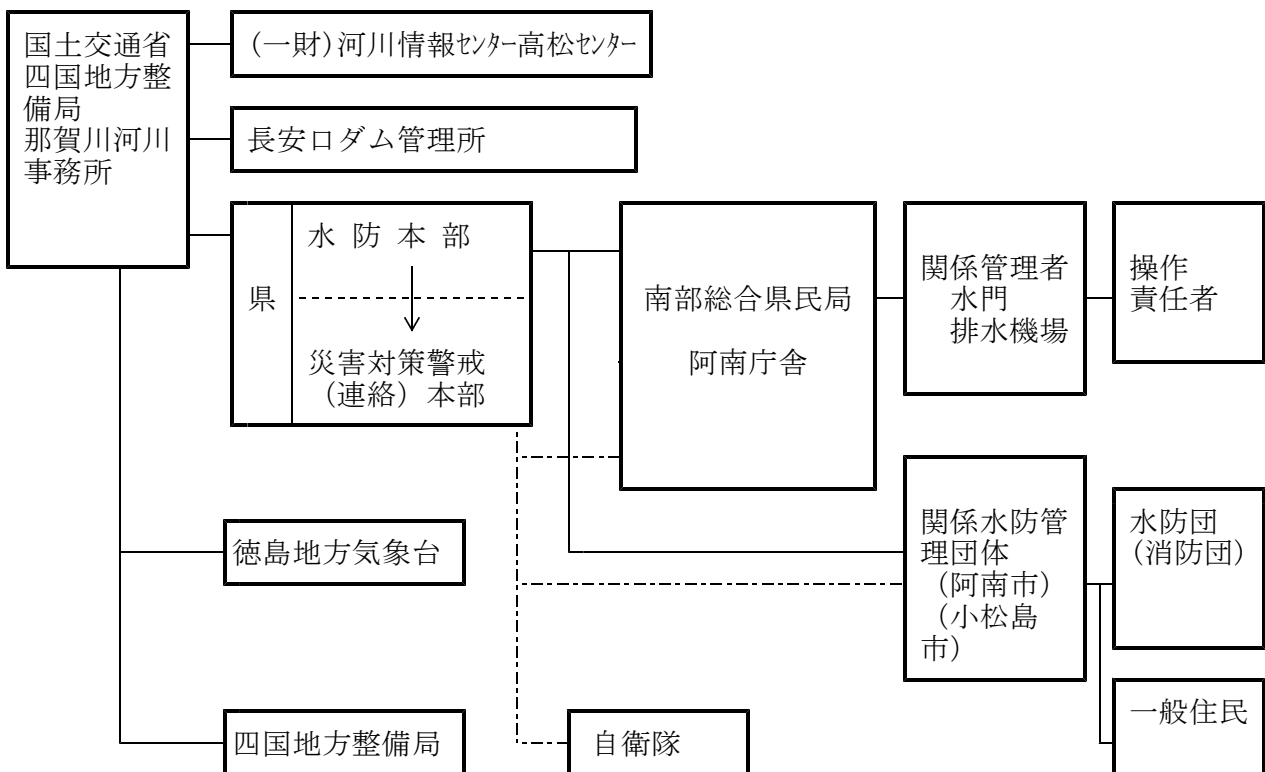 国土交通省
四国地方整
備局
那賀川河川
事務所
(一財)河川情報ｾﾝﾀｰ高松ｾﾝﾀｰ
長安口ダム管理所
県
水 防 本 部
災害対策警戒
（連絡）本部
南部総合県民局
阿南庁舎
関係管理者
水門
排水機場
操作
責任者
徳島地方気象台
関係水防管
理団体
（阿南市）
（小松島
市）
水防団
(消防団）
四国地方整備局
自衛隊
一般住民